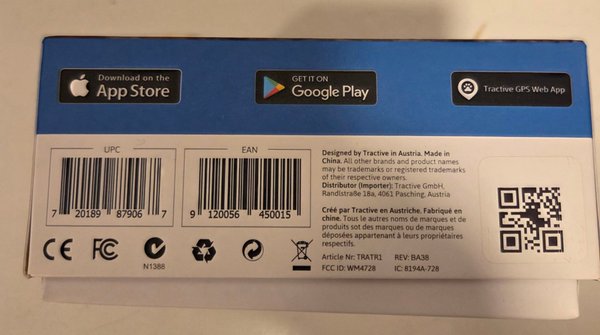 Download on the
App Store
GET IT ON
Google Play
Tractive GPS Web App
UPC
7 20189 87906 7
EAN
9 120056 450015
Designed by Tractive in Austria. Made in
China. All other brands and product names
may be trademarks or registered trademarks
of their respective owners.
Distributor (Importer): Tractive GmbH,
Randlstraße 18a, 4061 Pasching, Austria
Créé par Tractive en Autriche. Fabriqué en
chine. Tous le autres noms de marques et de
produits sot des marques ou de marques
déposées appartenant à leurs propriétaires
respectifs.
Article Nr: TRATR1 REV: BA38
FCC ID: WM4728 IC: 8194A-728
CE FC
N1386